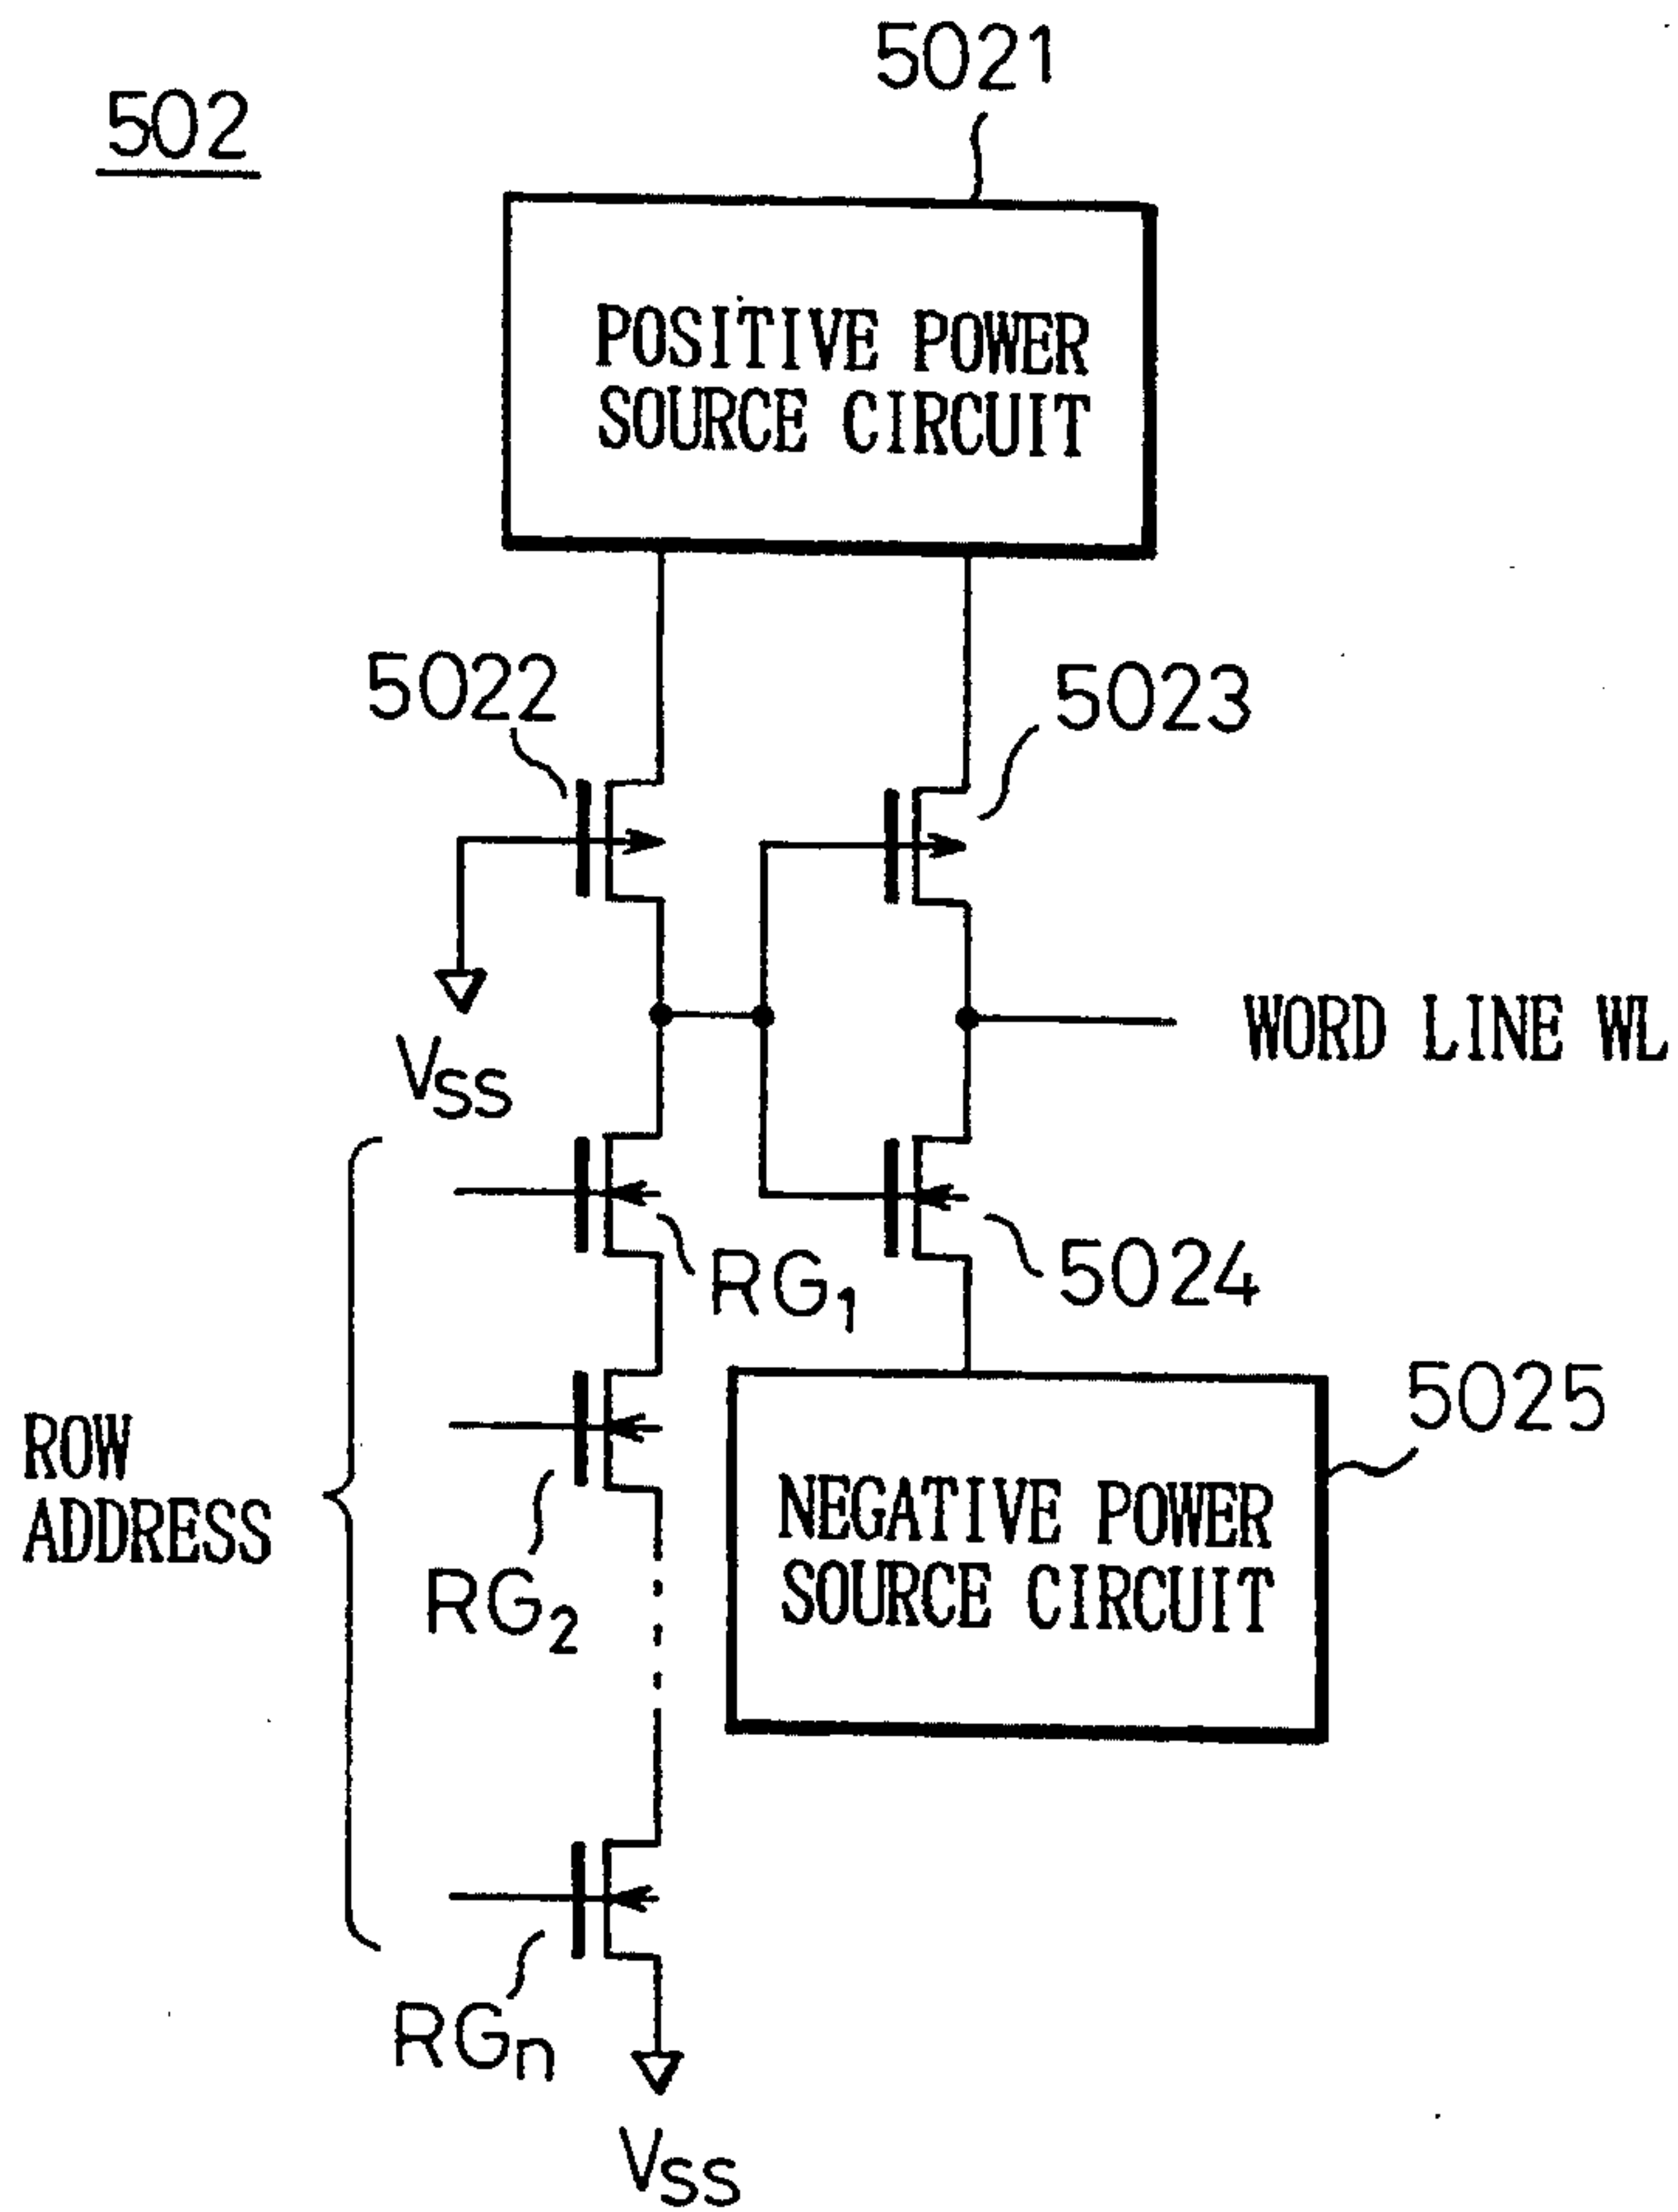 502
5021
POSITIVE POWER
SOURCE CIRCUIT
5022
5023
VSS
WORD LINE WL
RG1
5024
ROW
ADDRESS
RG2
5025
NEGATIVE POWER
SOURCE CIRCUIT
RGn
VSS